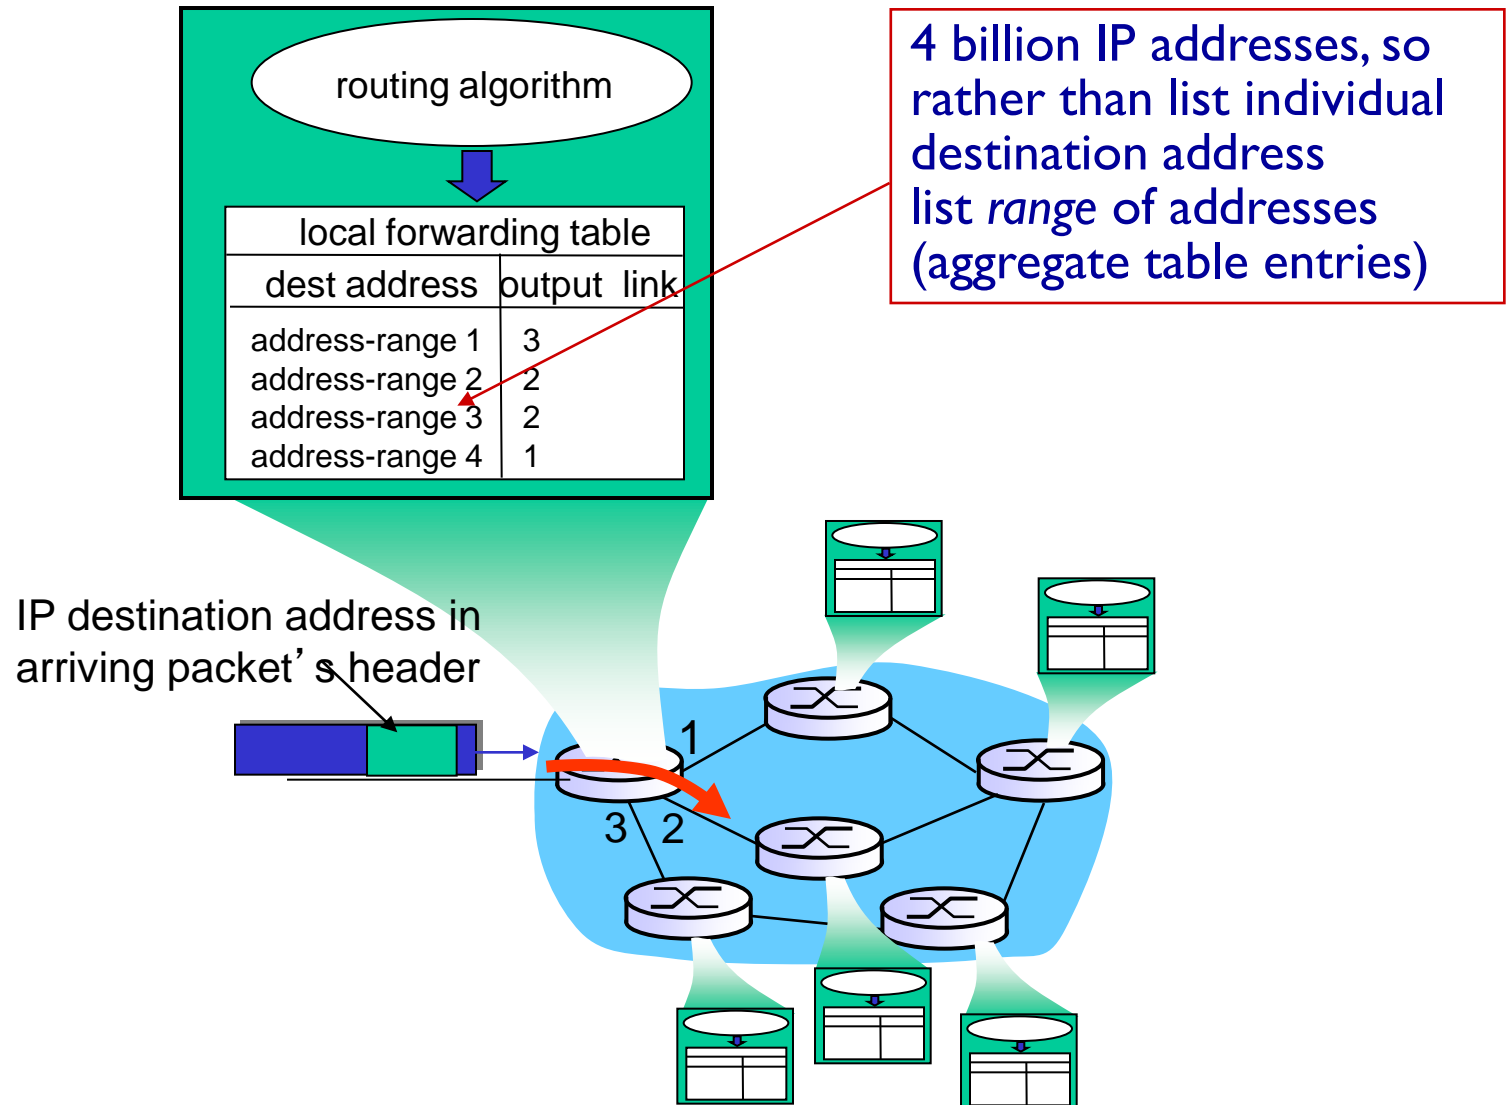 routing algorithm
local forwarding table
dest address output link
address-range 1 3
address-range 2 2
address-range 3 2
address-range 4 1
4 billion IP addresses, so
rather than list individual
destination address
list range of addresses
(aggregate table entries)
IP destination address in
arriving packet’s header
1
3 2